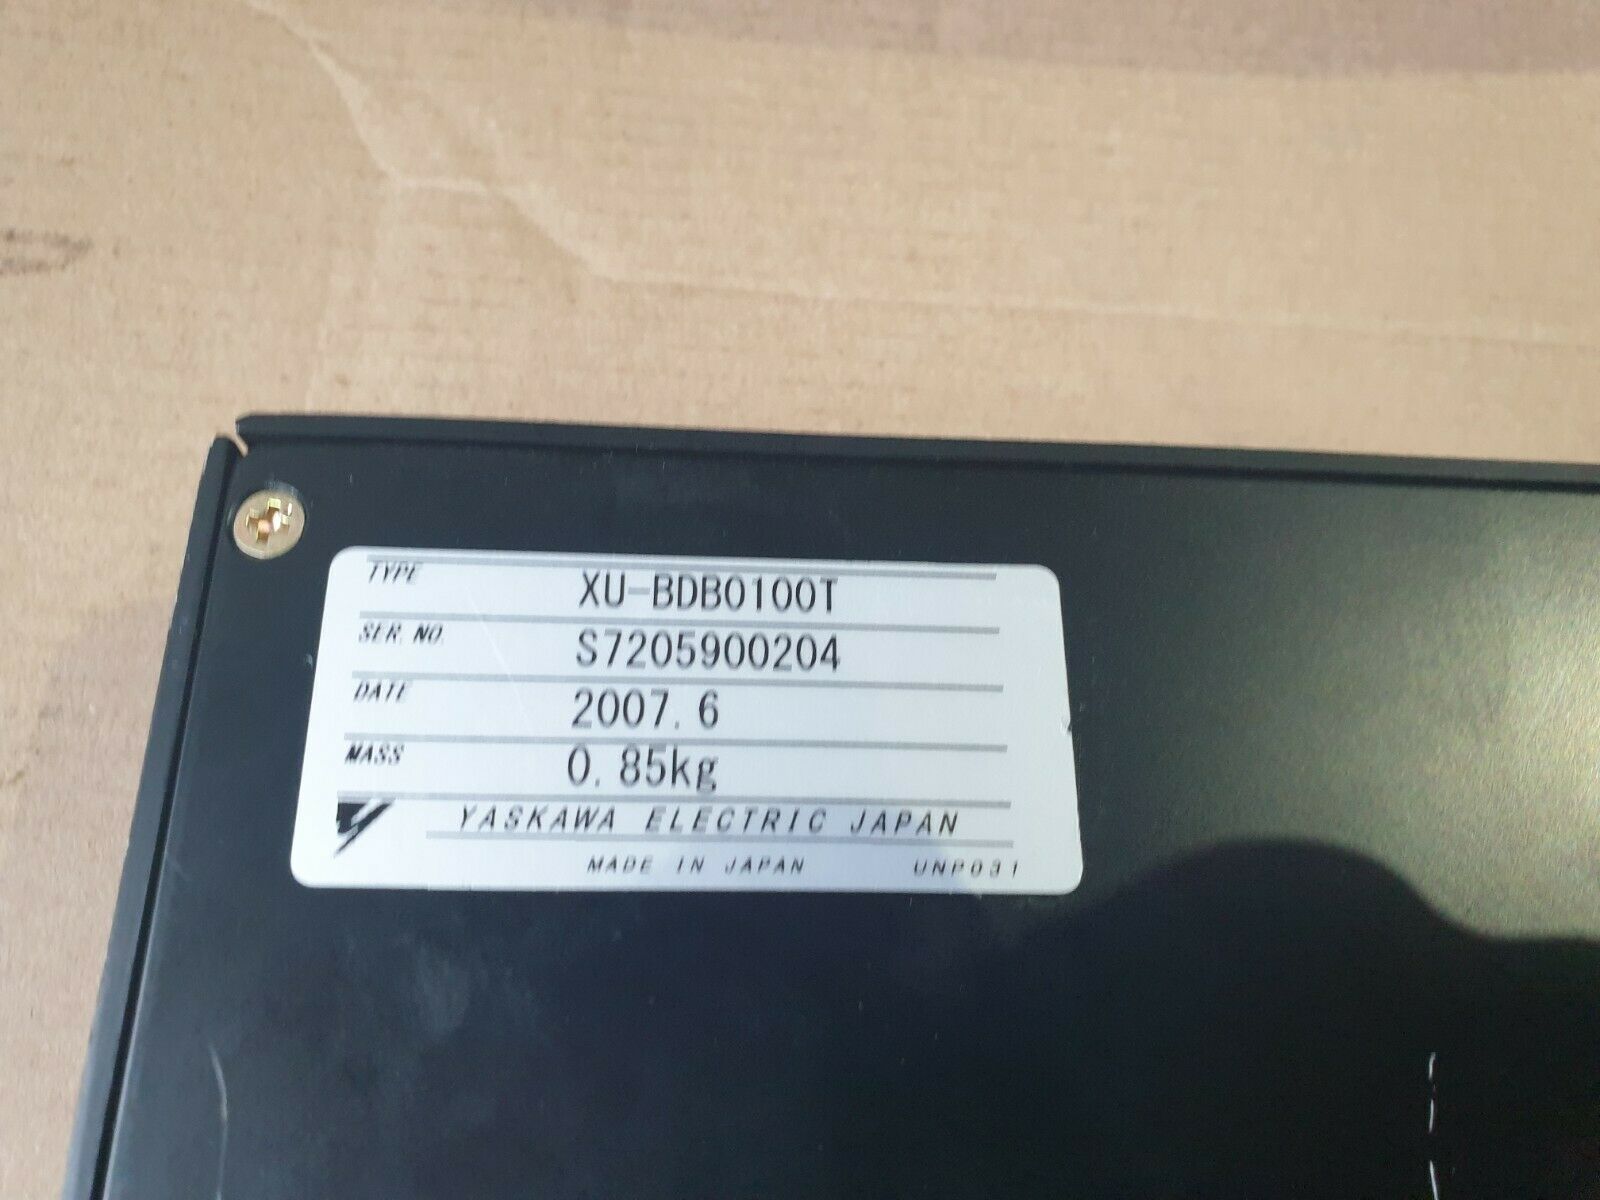 TYPE XU-BDB0100T
SER. NO. S7205900204
DATE 2007. 6
MASS 0. 85kg
YASKAWA ELECTRIC JAPAN
MADE IN JAPAN UNP031